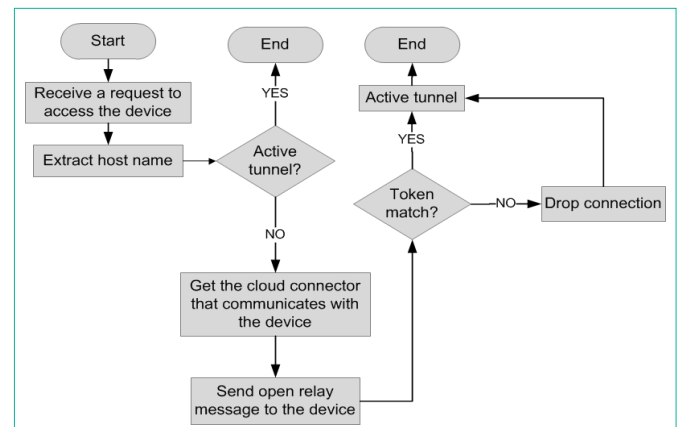 Start
Receive a request to
access the device
Extract host name
End
YES
Active
tunnel?
NO
Get the cloud connector
that communicates with
the device
Send open relay
message to the device
End
Active tunnel
YES
Token
match?
NO
Drop connection